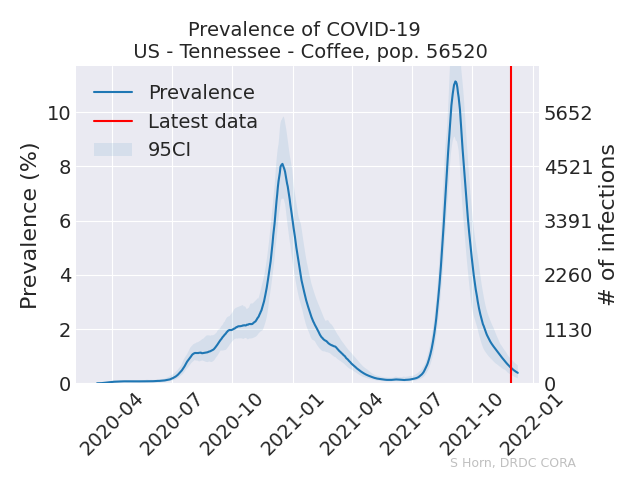 Prevalence of COVID-19
US - Tennessee - Coffee, pop. 56520
Prevalence
Latest data
95CI
Prevalence (%)
10
8
6
4
2
0
# of infections
5652
4521
3391
2260
1130
0
2020-04
2020-07
2020-10
2021-01
2021-04
2021-07
2021-10
2022-01
S Horn, DRDC CORA